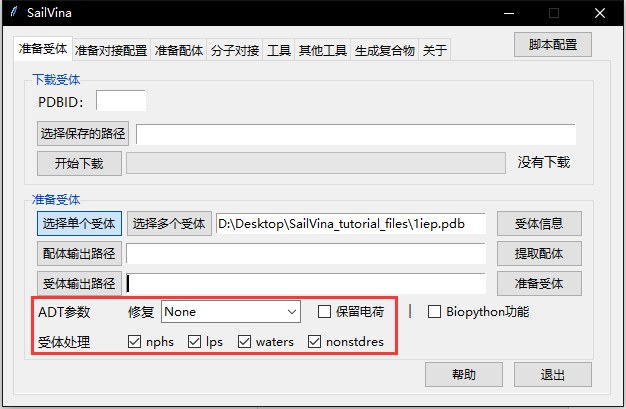 SailVina
脚本配置
准备受体 准备对接配置 准备配体 分子对接 工具 其他工具 生成复合物 关于
下载受体
PDBID:
选择保存的路径
开始下载 没有下载
准备受体
选择单个受体 选择多个受体 D:\Desktop\SailVina_tutorial_files\1iep.pdb 受体信息
配体输出路径 提取配体
受体输出路径 准备受体
ADT参数 修复 None 保留电荷 | Biopython功能
受体处理 nphs lps waters nonstdres
帮助 退出